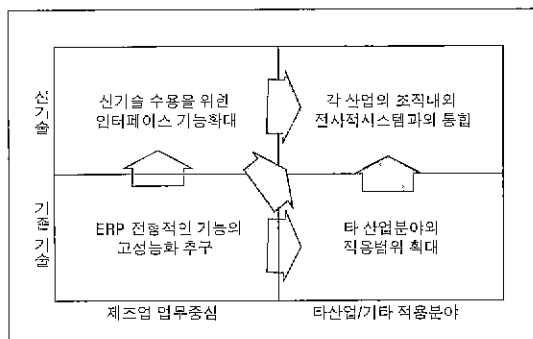 신기술
신기술 수용을 위한
인터페이스 기능확대
각 산업의 조직내외
전사적시스템과의 통합
기존기술
ERP 전형적인 기능의
고성능화 추구
타 산업분야의
적용범위 확대
제조업 업무중심
타산업/기타 적용분야